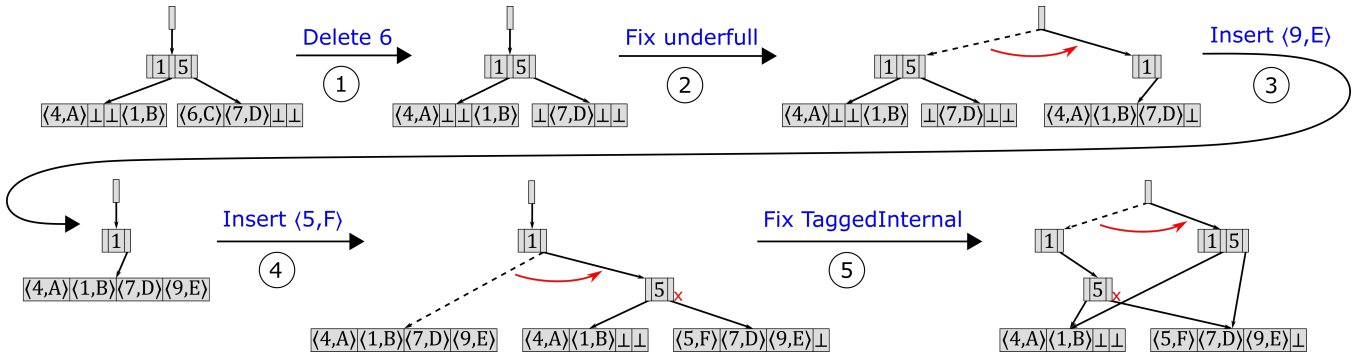 Delete 6
Fix underfull
Insert ⟨9,E⟩
1
2
3
1 5
1 5
1 5
1
⟨4,A⟩ ⊥ ⊥ ⟨1,B⟩
⟨6,C⟩ ⟨7,D⟩ ⊥ ⊥
⟨4,A⟩ ⊥ ⊥ ⟨1,B⟩
⊥ ⟨7,D⟩ ⊥ ⊥
⟨4,A⟩ ⊥ ⊥ ⟨1,B⟩
⊥ ⟨7,D⟩ ⊥ ⊥
⟨4,A⟩ ⟨1,B⟩ ⟨7,D⟩ ⊥
Insert ⟨5,F⟩
Fix TaggedInternal
4
5
1
1
1
1 5
5 x
5 x
⟨4,A⟩ ⟨1,B⟩ ⟨7,D⟩ ⟨9,E⟩
⟨4,A⟩ ⟨1,B⟩ ⟨7,D⟩ ⟨9,E⟩
⟨4,A⟩ ⟨1,B⟩ ⊥ ⊥
⟨5,F⟩ ⟨7,D⟩ ⟨9,E⟩ ⊥
⟨4,A⟩ ⟨1,B⟩ ⊥ ⊥
⟨5,F⟩ ⟨7,D⟩ ⟨9,E⟩ ⊥